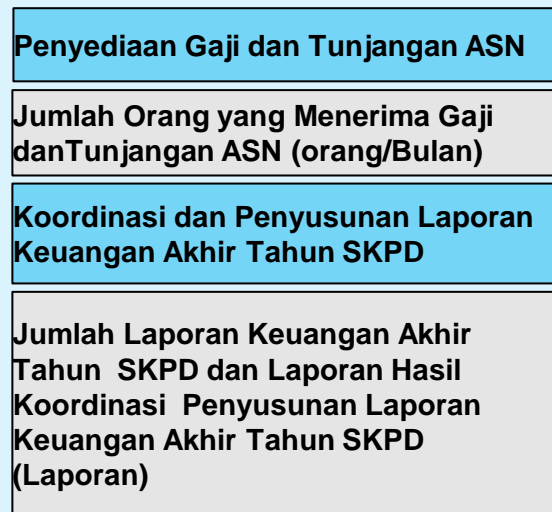 Penyediaan Gaji dan Tunjangan ASN
Jumlah Orang yang Menerima Gaji
danTunjangan ASN (orang/Bulan)
Koordinasi dan Penyusunan Laporan
Keuangan Akhir Tahun SKPD
Jumlah Laporan Keuangan Akhir
Tahun SKPD dan Laporan Hasil
Koordinasi Penyusunan Laporan
Keuangan Akhir Tahun SKPD
(Laporan)